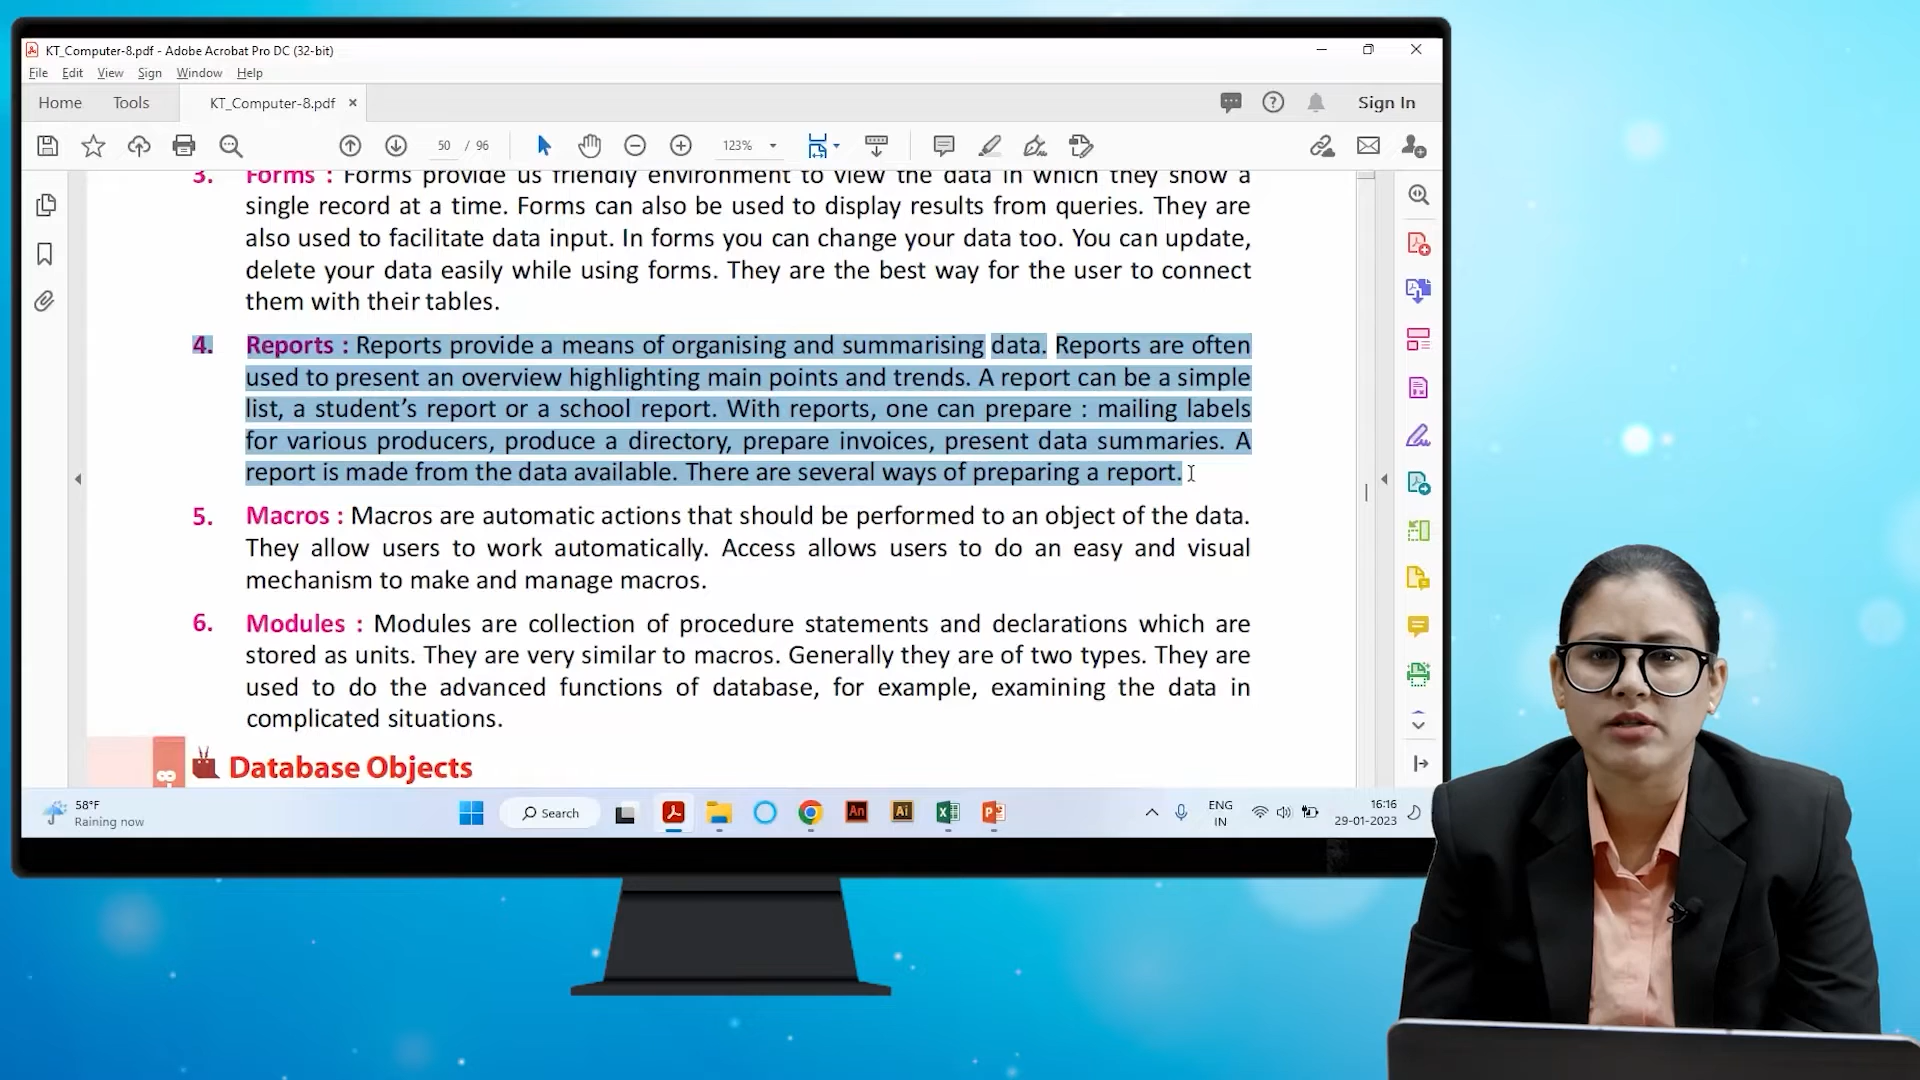 KT_Computer-8.pdf - Adobe Acrobat Pro DC (32-bit)
File Edit View Sign Window Help
Home Tools KT_Computer-8.pdf Sign In
50 / 96 123%
3. Forms : Forms provide us friendly environment to view the data in which they show a
single record at a time. Forms can also be used to display results from queries. They are
also used to facilitate data input. In forms you can change your data too. You can update,
delete your data easily while using forms. They are the best way for the user to connect
them with their tables.
4. Reports : Reports provide a means of organising and summarising data. Reports are often
used to present an overview highlighting main points and trends. A report can be a simple
list, a student’s report or a school report. With reports, one can prepare : mailing labels
for various producers, produce a directory, prepare invoices, present data summaries. A
report is made from the data available. There are several ways of preparing a report.
5. Macros : Macros are automatic actions that should be performed to an object of the data.
They allow users to work automatically. Access allows users to do an easy and visual
mechanism to make and manage macros.
6. Modules : Modules are collection of procedure statements and declarations which are
stored as units. They are very similar to macros. Generally they are of two types. They are
used to do the advanced functions of database, for example, examining the data in
complicated situations.
8
Database Objects
58°F
Raining now
Search
An
Ai
ENG
IN
16:16
29-01-2023